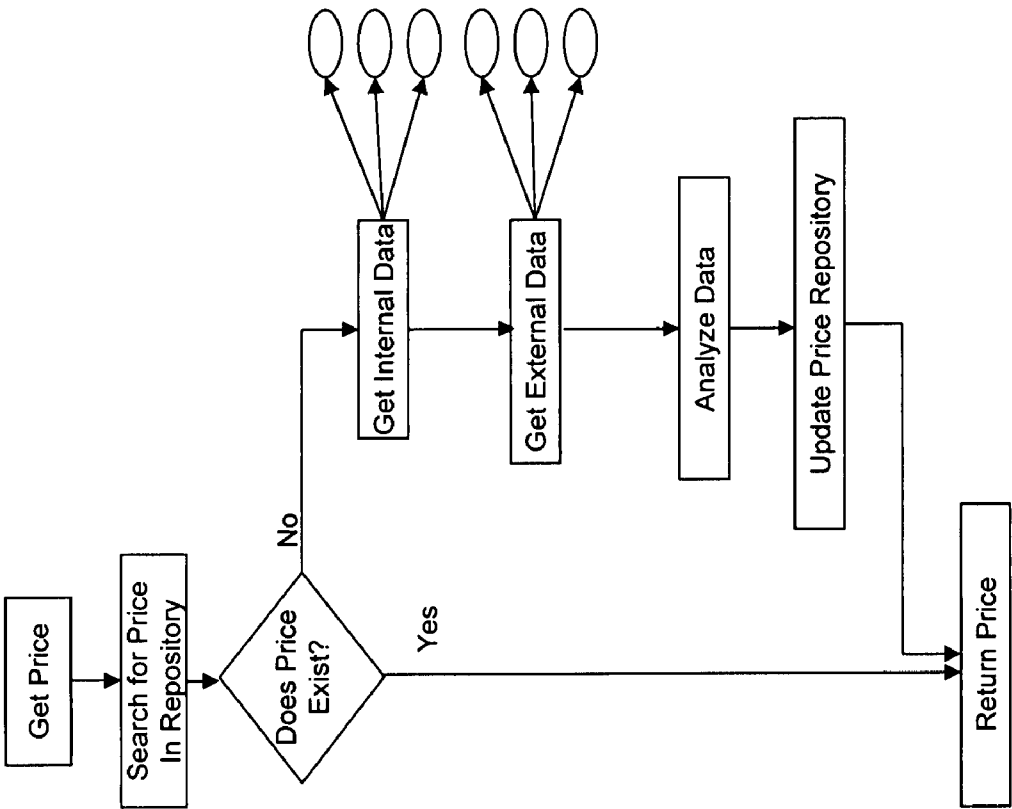 Get Price
Search for Price
In Repository
Does Price
Exist?
No
Yes
Get Internal Data
Get External Data
Analyze Data
Update Price Repository
Return Price